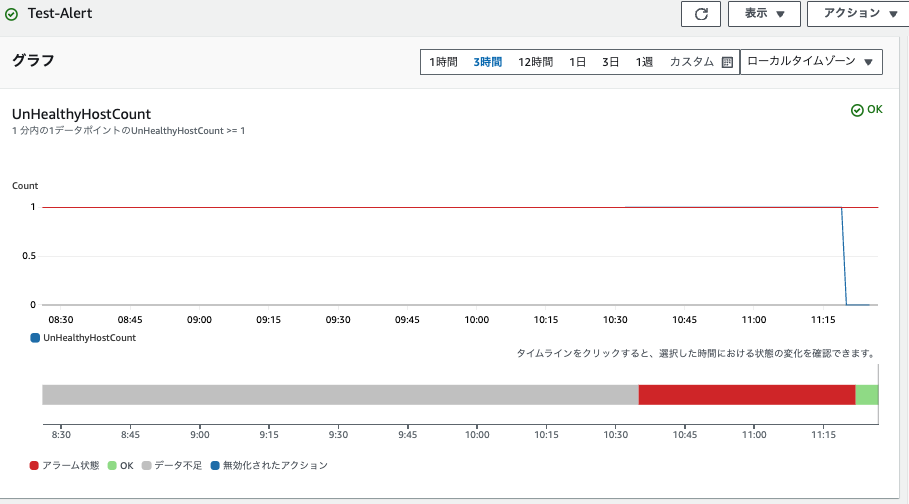 Test-Alert
表示
アクション
グラフ
1時間 3時間 12時間 1日 3日 1週 カスタム ローカルタイムゾーン
UnHealthyHostCount
OK
1 分内の1データポイントのUnHealthyHostCount >= 1
Count
1
0.5
0
08:30 08:45 09:00 09:15 09:30 09:45 10:00 10:15 10:30 10:45 11:00 11:15
UnHealthyHostCount
タイムラインをクリックすると、選択した時間における状態の変化を確認できます。
8:30 8:45 9:00 9:15 9:30 9:45 10:00 10:15 10:30 10:45 11:00 11:15
アラーム状態 OK データ不足 無効化されたアクション